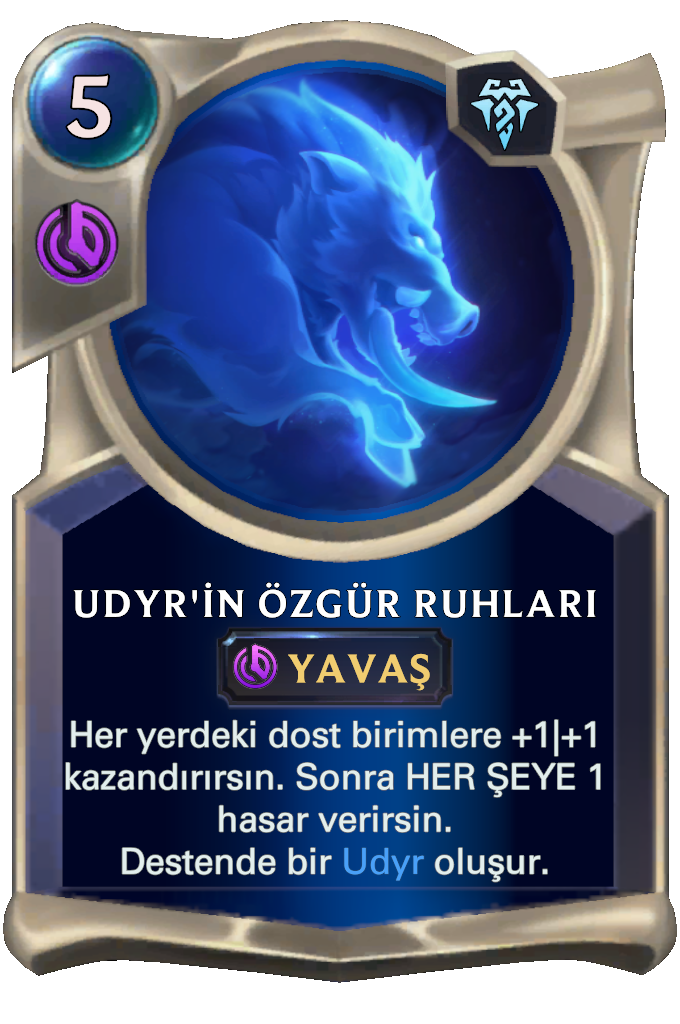 5
UDYR'İN ÖZGÜR RUHLARI
YAVAŞ
Her yerdeki dost birimlere +1|+1
kazandırırsın. Sonra HER ŞEYE 1
hasar verirsin.
Destende bir Udyr oluşur.